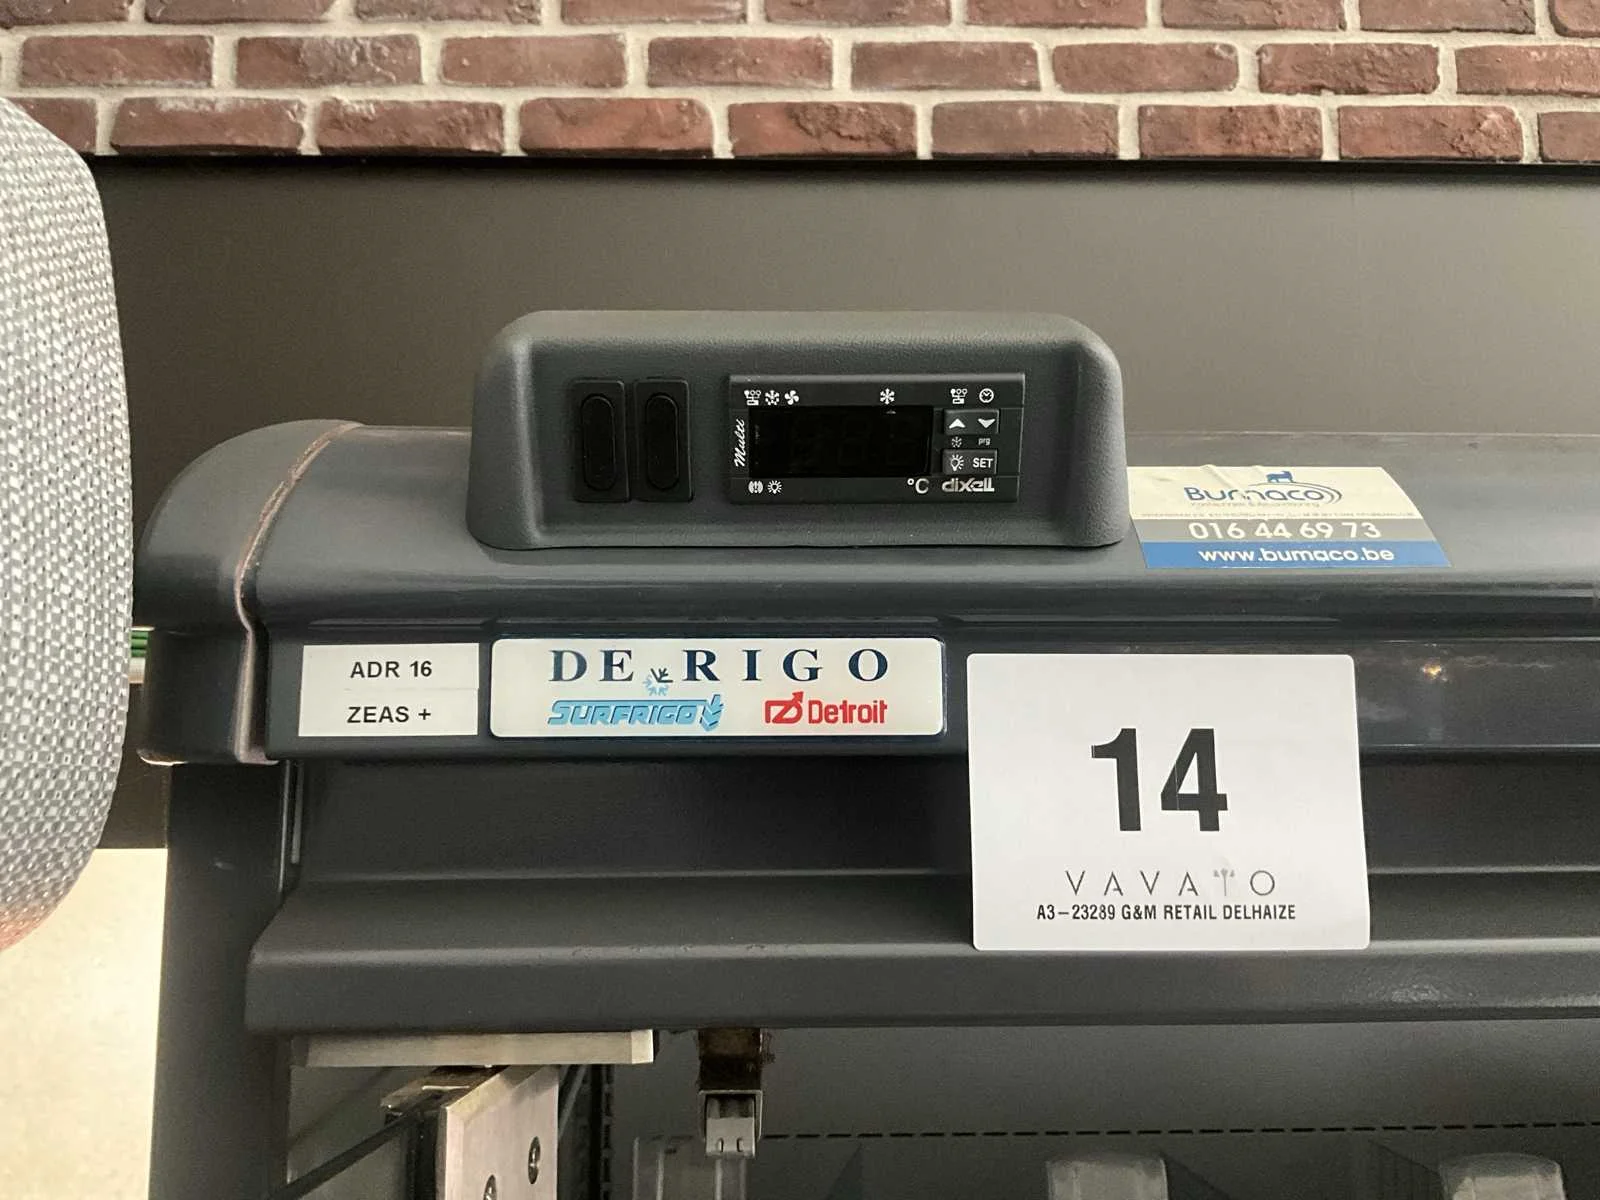 Multi
prg
SET
°C
dixell
Bumaco
016 44 69 73
www.bumaco.be
ADR 16
ZEAS +
DE RIGO
SURFRIGO
Detroit
14
VAVATO
A3-23289 G&M RETAIL DELHAIZE